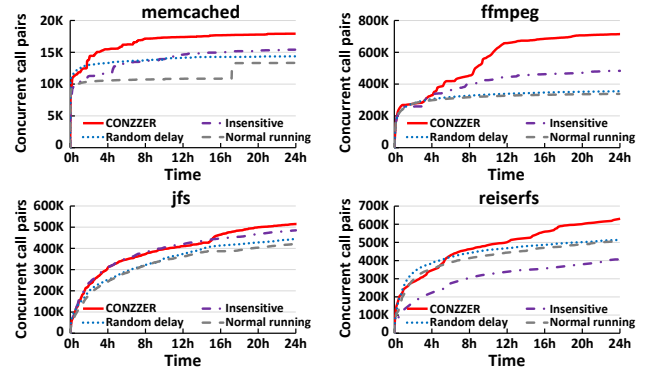 memcached
Concurrent call pairs
20K
15K
10K
5K
0
CONZZER
Insensitive
Random delay
Normal running
0h 4h 8h 12h 16h 20h 24h
Time
ffmpeg
Concurrent call pairs
800K
600K
400K
200K
0
CONZZER
Insensitive
Random delay
Normal running
0h 4h 8h 12h 16h 20h 24h
Time
jfs
Concurrent call pairs
600K
500K
400K
300K
200K
100K
0
CONZZER
Insensitive
Random delay
Normal running
0h 4h 8h 12h 16h 20h 24h
Time
reiserfs
Concurrent call pairs
700K
600K
500K
400K
300K
200K
100K
0
CONZZER
Insensitive
Random delay
Normal running
0h 4h 8h 12h 16h 20h 24h
Time